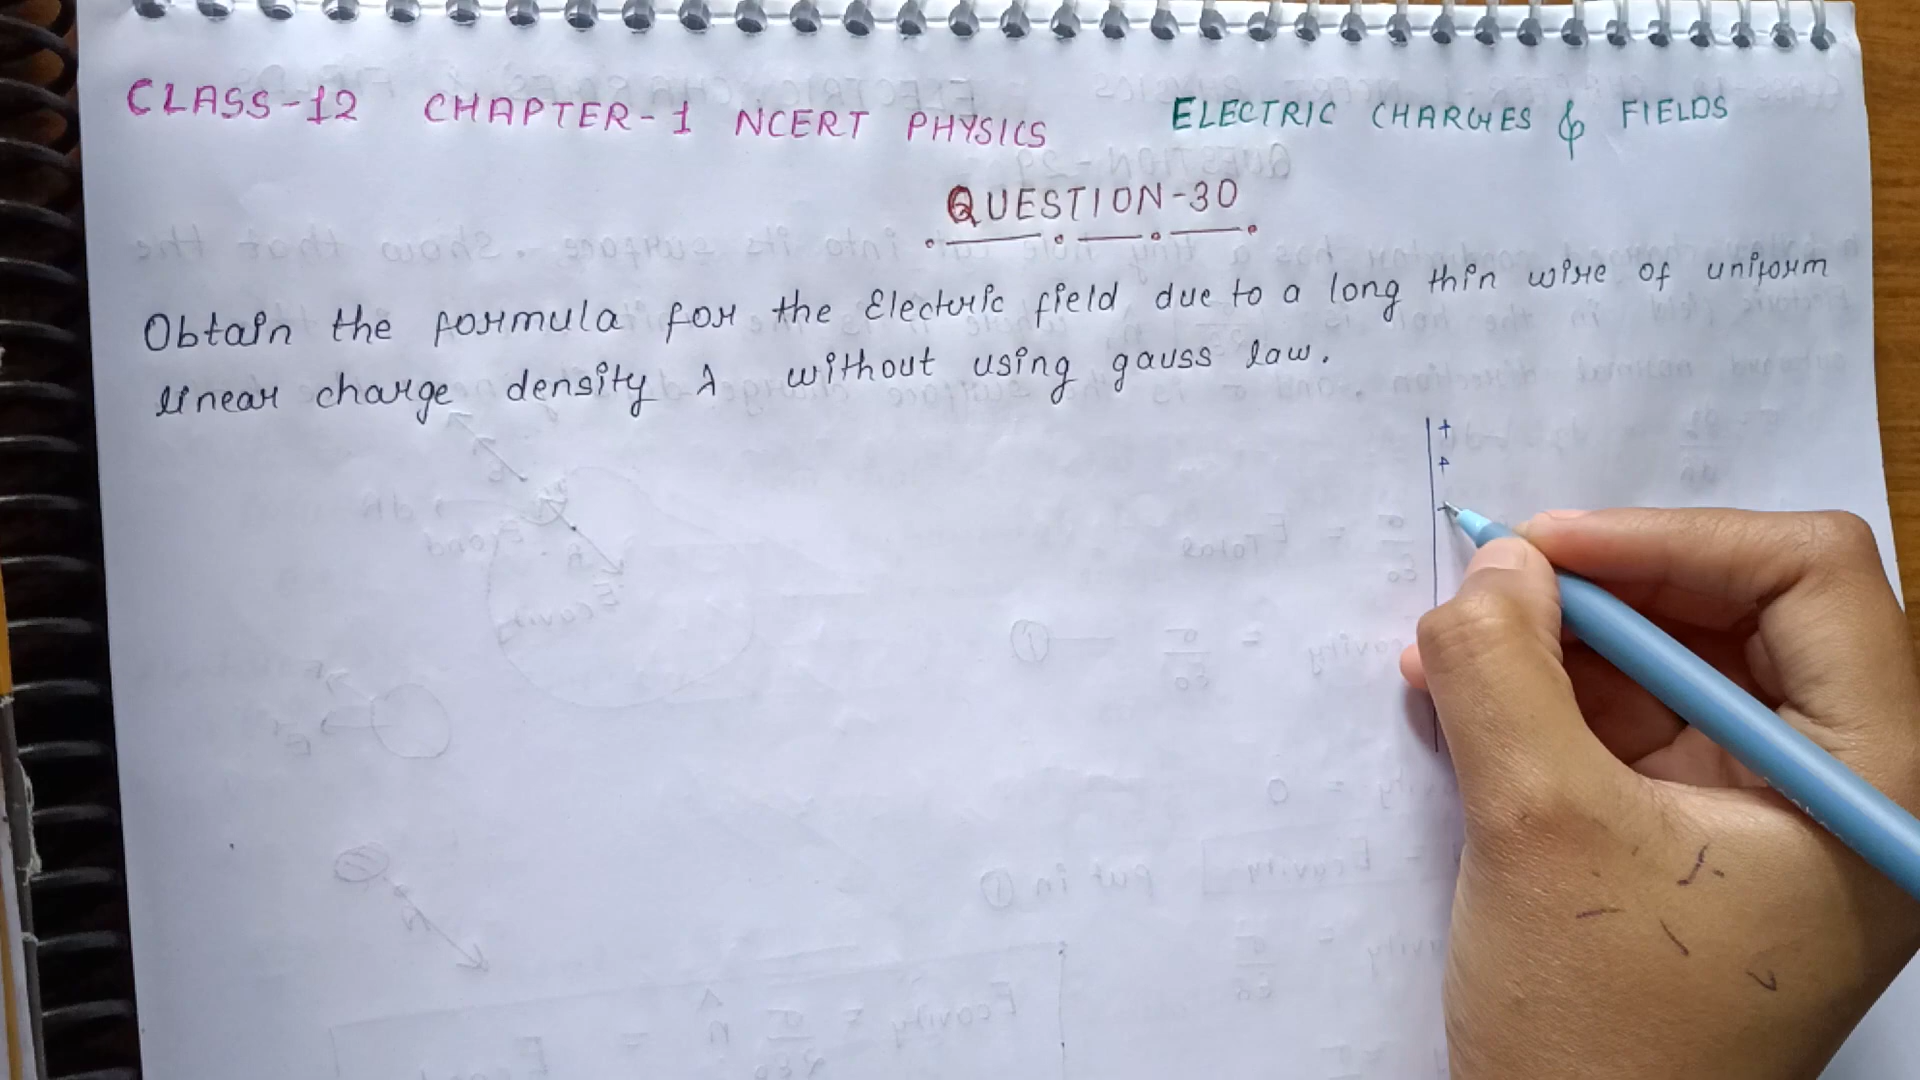 CLASS-12 CHAPTER-1 NCERT PHYSICS ELECTRIC CHARGES & FIELDS
QUESTION-30
Obtain the formula for the Electric field due to a long thin wire of uniform
linear charge density λ without using gauss law.
+
+
+